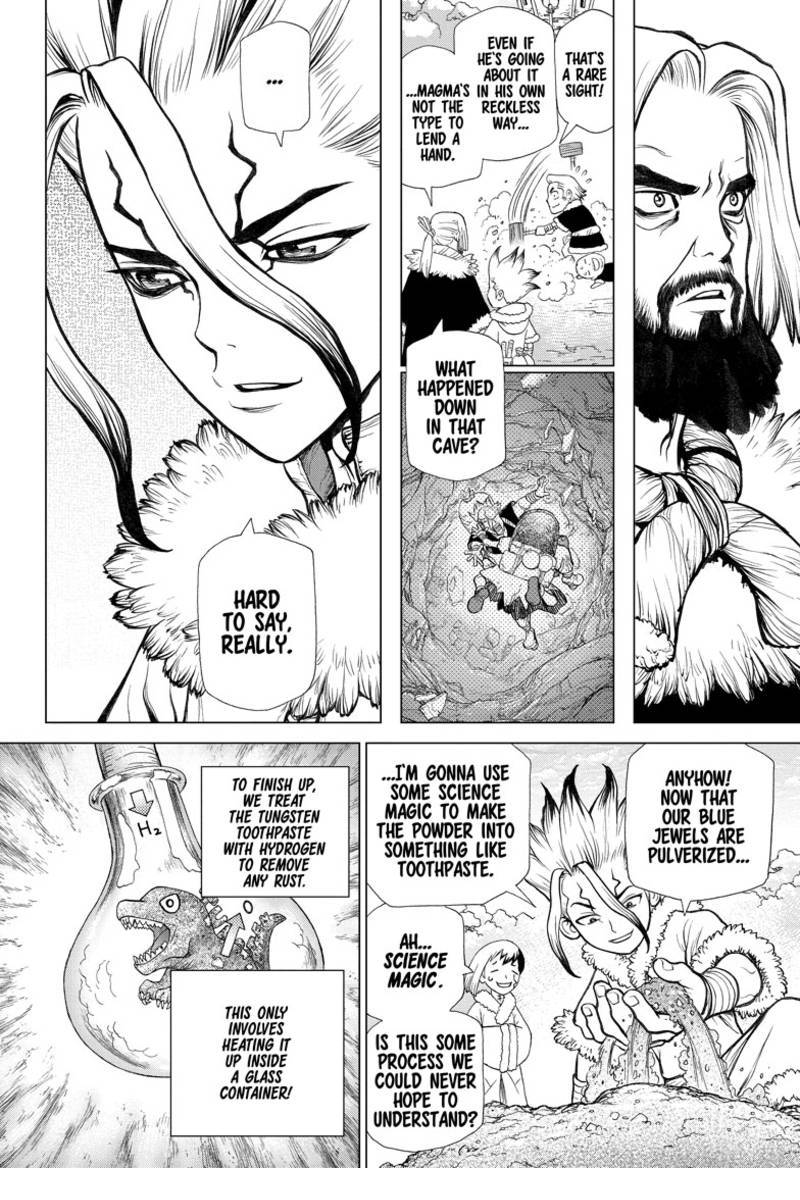 THAT'S
A RARE
SIGHT!
EVEN IF
HE'S GOING
ABOUT IT
IN HIS OWN
RECKLESS
WAY...
...MAGMA'S
NOT THE
TYPE TO
LEND A
HAND.
WHAT
HAPPENED
DOWN
IN THAT
CAVE?
...
HARD
TO SAY,
REALLY.
ANYHOW!
NOW THAT
OUR BLUE
JEWELS ARE
PULVERIZED...
...I'M GONNA USE
SOME SCIENCE
MAGIC TO MAKE
THE POWDER INTO
SOMETHING LIKE
TOOTHPASTE.
AH...
SCIENCE
MAGIC.
IS THIS SOME
PROCESS WE
COULD NEVER
HOPE TO
UNDERSTAND?
TO FINISH UP,
WE TREAT
THE TUNGSTEN
TOOTHPASTE
WITH HYDROGEN
TO REMOVE
ANY RUST.
H₂
O
THIS ONLY
INVOLVES
HEATING IT
UP INSIDE
A GLASS
CONTAINER!